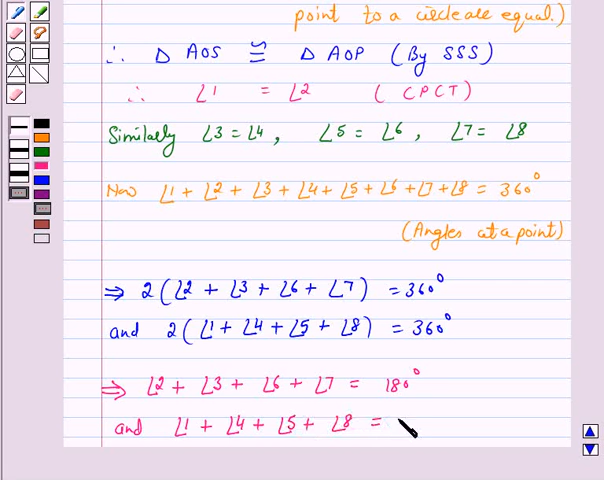 point to a circle are equal.)
∴ Δ AOS ≅ Δ AOP (By SSS)
∴ ∠1 = ∠2 (CPCT)
Similarly ∠3 = ∠4, ∠5 = ∠6, ∠7 = ∠8
Now ∠1 + ∠2 + ∠3 + ∠4 + ∠5 + ∠6 + ∠7 + ∠8 = 360°
(Angles at a point)
⇒ 2(∠2 + ∠3 + ∠6 + ∠7) = 360°
and 2(∠1 + ∠4 + ∠5 + ∠8) = 360°
⇒ ∠2 + ∠3 + ∠6 + ∠7 = 180°
and ∠1 + ∠4 + ∠5 + ∠8 =